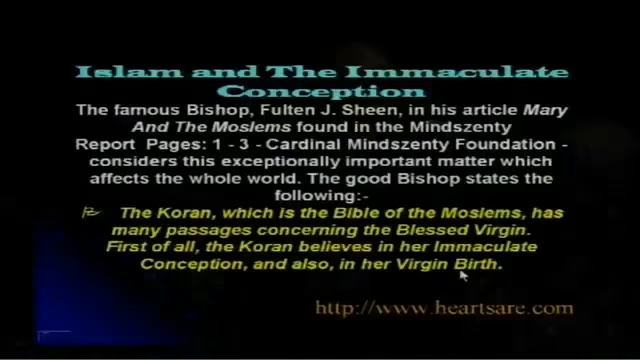 Islam and The Immaculate
Conception
The famous Bishop, Fulten J. Sheen, in his article Mary
And The Moslems found in the Mindszenty
Report Pages: 1 - 3 - Cardinal Mindszenty Foundation -
considers this exceptionally important matter which
affects the whole world. The good Bishop states the
following:-
The Koran, which is the Bible of the Moslems, has
many passages concerning the Blessed Virgin.
First of all, the Koran believes in her Immaculate
Conception, and also, in her Virgin Birth.
http://www.heartsare.com